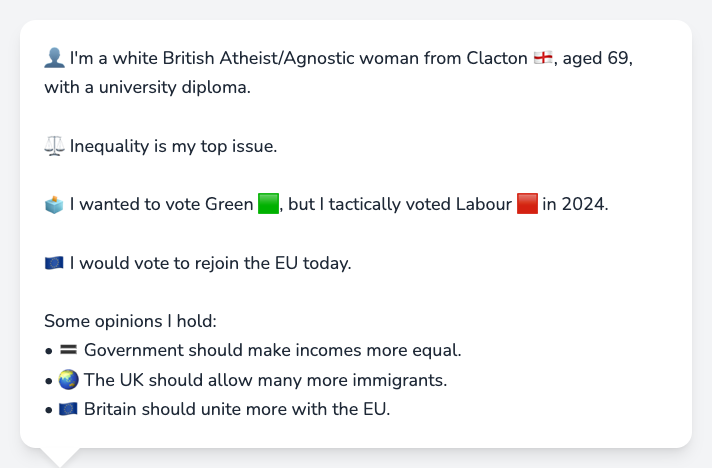 👤 I'm a white British Atheist/Agnostic woman from Clacton 🏴󠁧󠁢󠁥󠁮󠁧󠁿, aged 69,
with a university diploma.
⚖️ Inequality is my top issue.
🗳️ I wanted to vote Green 🟩, but I tactically voted Labour 🟥 in 2024.
🇪🇺 I would vote to rejoin the EU today.
Some opinions I hold:
• 🟰 Government should make incomes more equal.
• 🌏 The UK should allow many more immigrants.
• 🇪🇺 Britain should unite more with the EU.